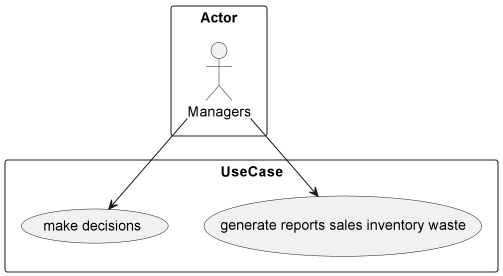 Actor
Managers
UseCase
make decisions
generate reports sales inventory waste